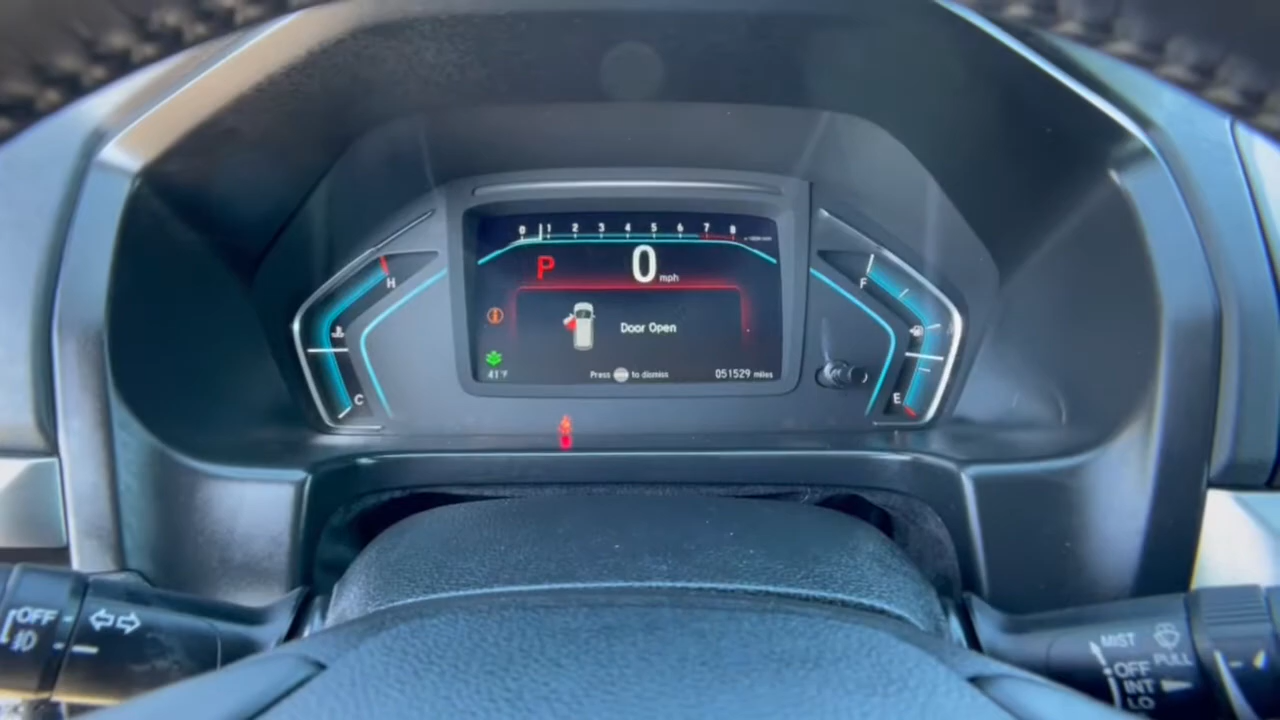 0 1 2 3 4 5 6 7 8
P 0 mph
H F
Door Open
C E
41°F Press to dismiss 051529 miles
OFF
MIST
OFF PULL
INT
LO